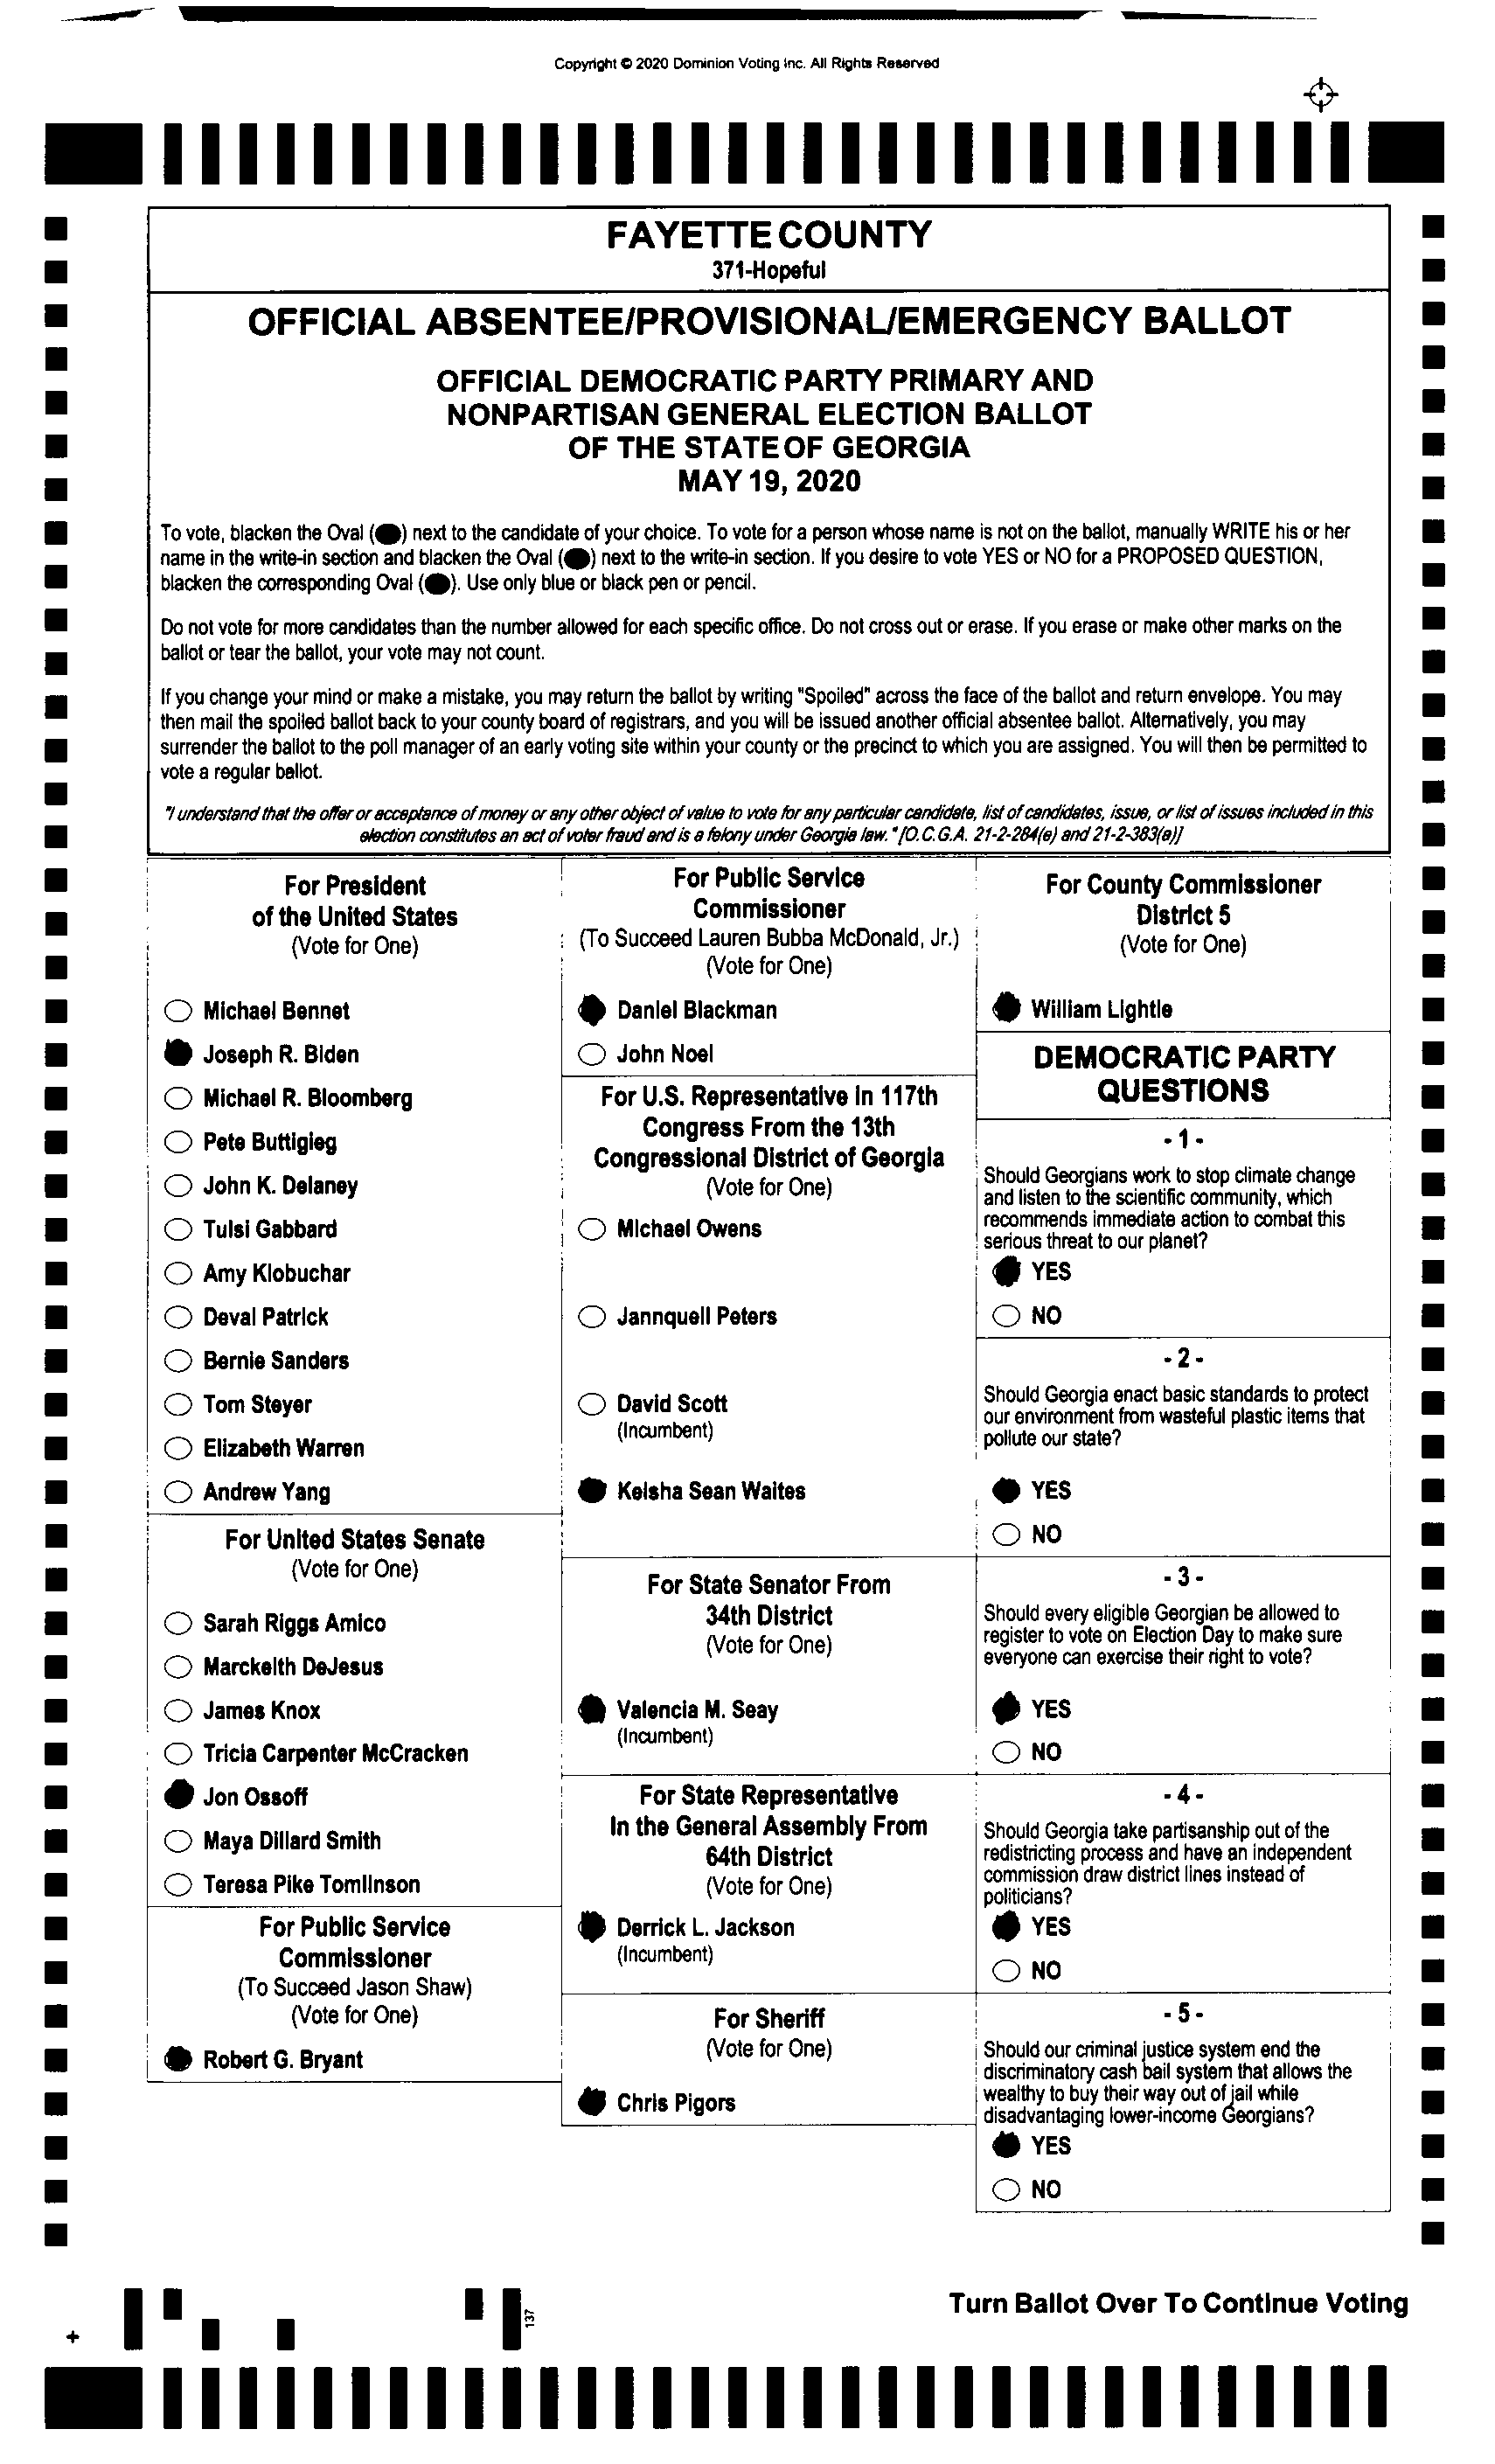 Copyright © 2020 Dominion Voting Inc. All Rights Reserved
FAYETTE COUNTY
371-Hopeful
OFFICIAL ABSENTEE/PROVISIONAL/EMERGENCY BALLOT
OFFICIAL DEMOCRATIC PARTY PRIMARY AND
NONPARTISAN GENERAL ELECTION BALLOT
OF THE STATE OF GEORGIA
MAY 19, 2020
To vote, blacken the Oval ( ) next to the candidate of your choice. To vote for a person whose name is not on the ballot, manually WRITE his or her
name in the write-in section and blacken the Oval ( ) next to the write-in section. If you desire to vote YES or NO for a PROPOSED QUESTION,
blacken the corresponding Oval ( ). Use only blue or black pen or pencil.
Do not vote for more candidates than the number allowed for each specific office. Do not cross out or erase. If you erase or make other marks on the
ballot or tear the ballot, your vote may not count.
If you change your mind or make a mistake, you may return the ballot by writing "Spoiled" across the face of the ballot and return envelope. You may
then mail the spoiled ballot back to your county board of registrars, and you will be issued another official absentee ballot. Alternatively, you may
surrender the ballot to the poll manager of an early voting site within your county or the precinct to which you are assigned. You will then be permitted to
vote a regular ballot.
"I understand that the offer or acceptance of money or any other object of value to vote for any particular candidate, list of candidates, issue, or list of issues included in this
election constitutes an act of voter fraud and is a felony under Georgia law." [O.C.G.A. 21-2-284(e) and 21-2-383(a)]
For President
of the United States
(Vote for One)
Michael Bennet
Joseph R. Biden
Michael R. Bloomberg
Pete Buttigieg
John K. Delaney
Tulsi Gabbard
Amy Klobuchar
Deval Patrick
Bernie Sanders
Tom Steyer
Elizabeth Warren
Andrew Yang
For United States Senate
(Vote for One)
Sarah Riggs Amico
Marckeith DeJesus
James Knox
Tricia Carpenter McCracken
Jon Ossoff
Maya Dillard Smith
Teresa Pike Tomlinson
For Public Service
Commissioner
(To Succeed Jason Shaw)
(Vote for One)
Robert G. Bryant
For Public Service
Commissioner
(To Succeed Lauren Bubba McDonald, Jr.)
(Vote for One)
Daniel Blackman
John Noel
For U.S. Representative in 117th
Congress From the 13th
Congressional District of Georgia
(Vote for One)
Michael Owens
Jannquell Peters
David Scott
(Incumbent)
Keisha Sean Waites
For State Senator From
34th District
(Vote for One)
Valencia M. Seay
(Incumbent)
For State Representative
In the General Assembly From
64th District
(Vote for One)
Derrick L. Jackson
(Incumbent)
For Sheriff
(Vote for One)
Chris Pigors
For County Commissioner
District 5
(Vote for One)
William Lightle
DEMOCRATIC PARTY
QUESTIONS
- 1 -
Should Georgians work to stop climate change
and listen to the scientific community, which
recommends immediate action to combat this
serious threat to our planet?
YES
NO
- 2 -
Should Georgia enact basic standards to protect
our environment from wasteful plastic items that
pollute our state?
YES
NO
- 3 -
Should every eligible Georgian be allowed to
register to vote on Election Day to make sure
everyone can exercise their right to vote?
YES
NO
- 4 -
Should Georgia take partisanship out of the
redistricting process and have an independent
commission draw district lines instead of
politicians?
YES
NO
- 5 -
Should our criminal justice system end the
discriminatory cash bail system that allows the
wealthy to buy their way out of jail while
disadvantaging lower-income Georgians?
YES
NO
Turn Ballot Over To Continue Voting
137